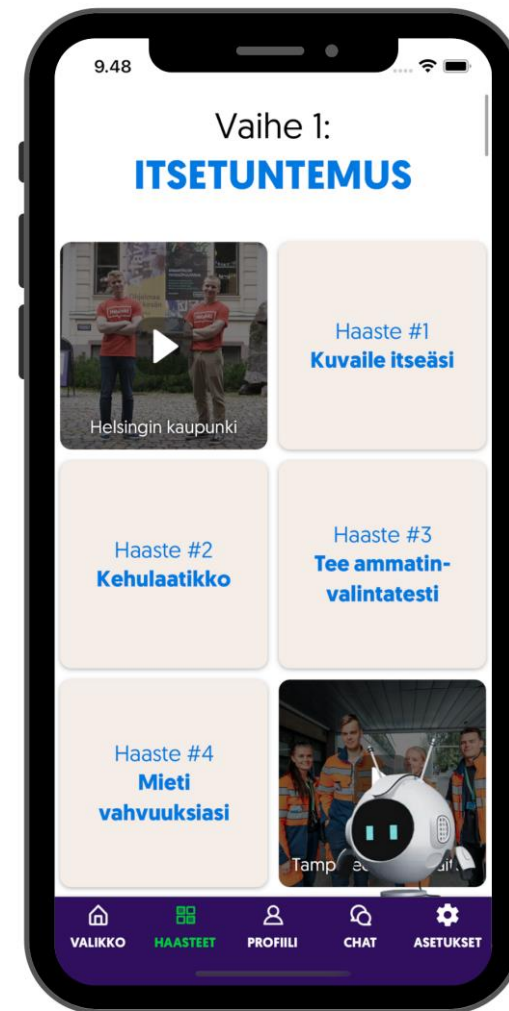 9.48
Vaihe 1:
ITSETUNTEMUS
Helsingin kaupunki
Haaste #1
Kuvaile itseäsi
Haaste #2
Kehulaatikko
Haaste #3
Tee ammatin-
valintatesti
Haaste #4
Mieti
vahvuuksiasi
VALIKKO
HAASTEET
PROFIILI
CHAT
ASETUKSET